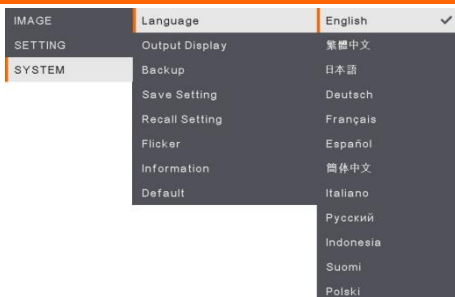 IMAGE
SETTING
SYSTEM
Language
Output Display
Backup
Save Setting
Recall Setting
Flicker
Information
Default
English
繁體中文
日本語
Deutsch
Français
Español
简体中文
Italiano
Русский
Indonesia
Suomi
Polski